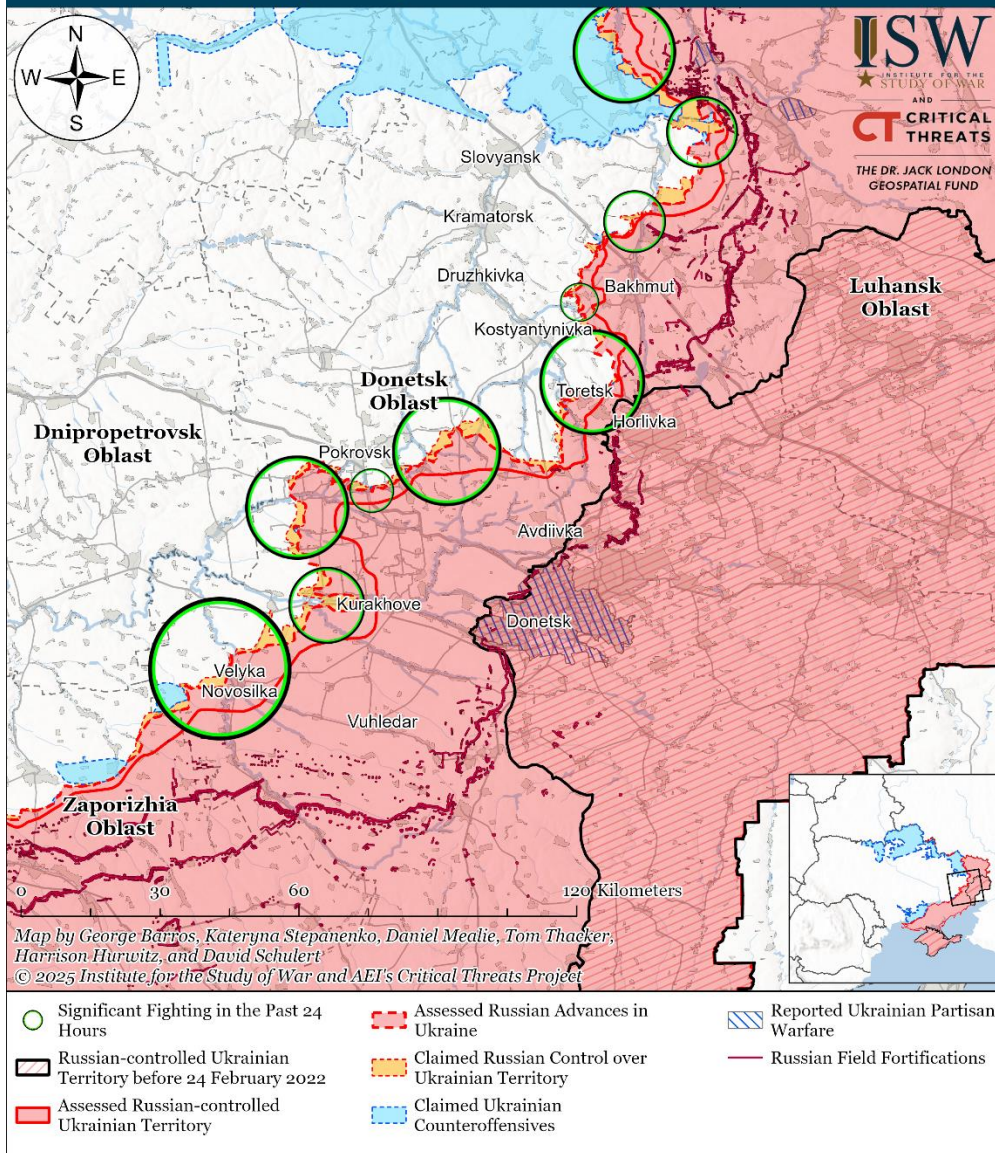 N
W E
S
ISW
INSTITUTE FOR THE
STUDY OF WAR
AND
CT CRITICAL
THREATS
THE DR. JACK LONDON
GEOSPATIAL FUND
Slovyansk
Kramatorsk
Druzhkivka
Bakhmut
Luhansk
Oblast
Kostyantynivka
Donetsk
Oblast
Toretsk
Horlivka
Dnipropetrovsk
Oblast
Pokrovsk
Avdiivka
Kurakhove
Donetsk
Velyka
Novosilka
Vuhledar
Zaporizhia
Oblast
0 30 60 120 Kilometers
Map by George Barros, Kateryna Stepanenko, Daniel Mealie, Tom Thacker,
Harrison Hurwitz, and David Schulert
© 2025 Institute for the Study of War and AEI's Critical Threats Project
Significant Fighting in the Past 24
Hours
Russian-controlled Ukrainian
Territory before 24 February 2022
Assessed Russian-controlled
Ukrainian Territory
Assessed Russian Advances in
Ukraine
Claimed Russian Control over
Ukrainian Territory
Claimed Ukrainian
Counteroffensives
Reported Ukrainian Partisan
Warfare
Russian Field Fortifications